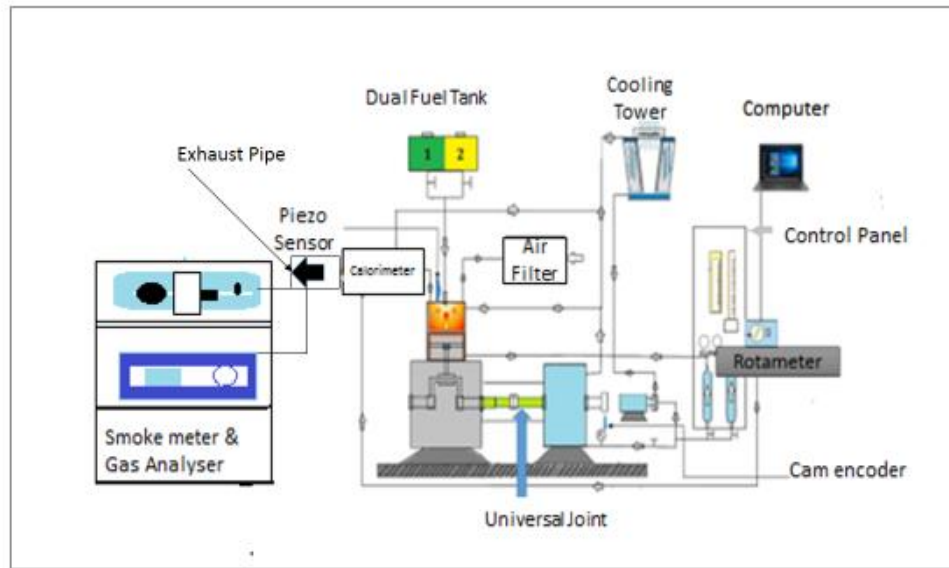 Cooling
Tower
Dual Fuel Tank
Computer
1 2
Exhaust Pipe
Piezo
Sensor
Control Panel
Air
Filter
Calorimeter
Rotameter
Smoke meter &
Gas Analyser
Cam encoder
Universal Joint